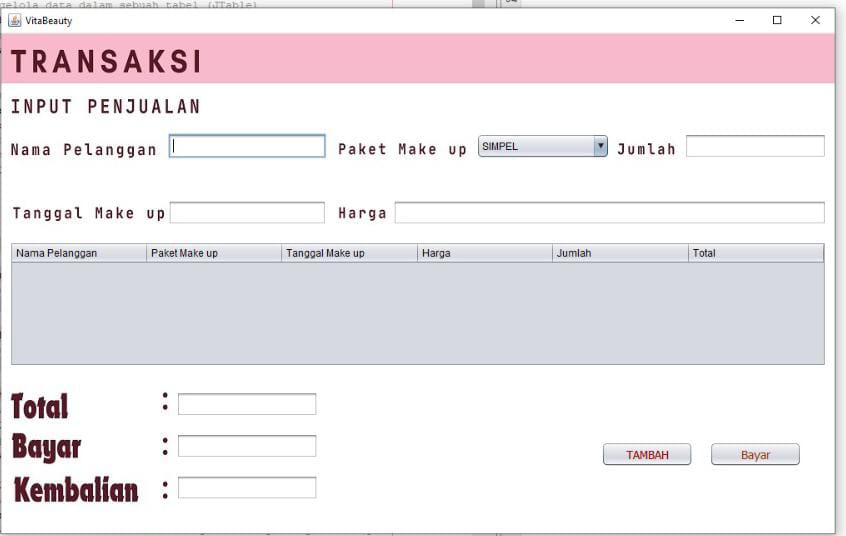 gelola data dalam sebuah tabel (JTable)
VitaBeauty
TRANSAKSI
INPUT PENJUALAN
Nama Pelanggan Paket Make up SIMPEL Jumlah
Tanggal Make up Harga
Nama Pelanggan Paket Make up Tanggal Make up Harga Jumlah Total
Total :
Bayar :
TAMBAH Bayar
Kembalian :